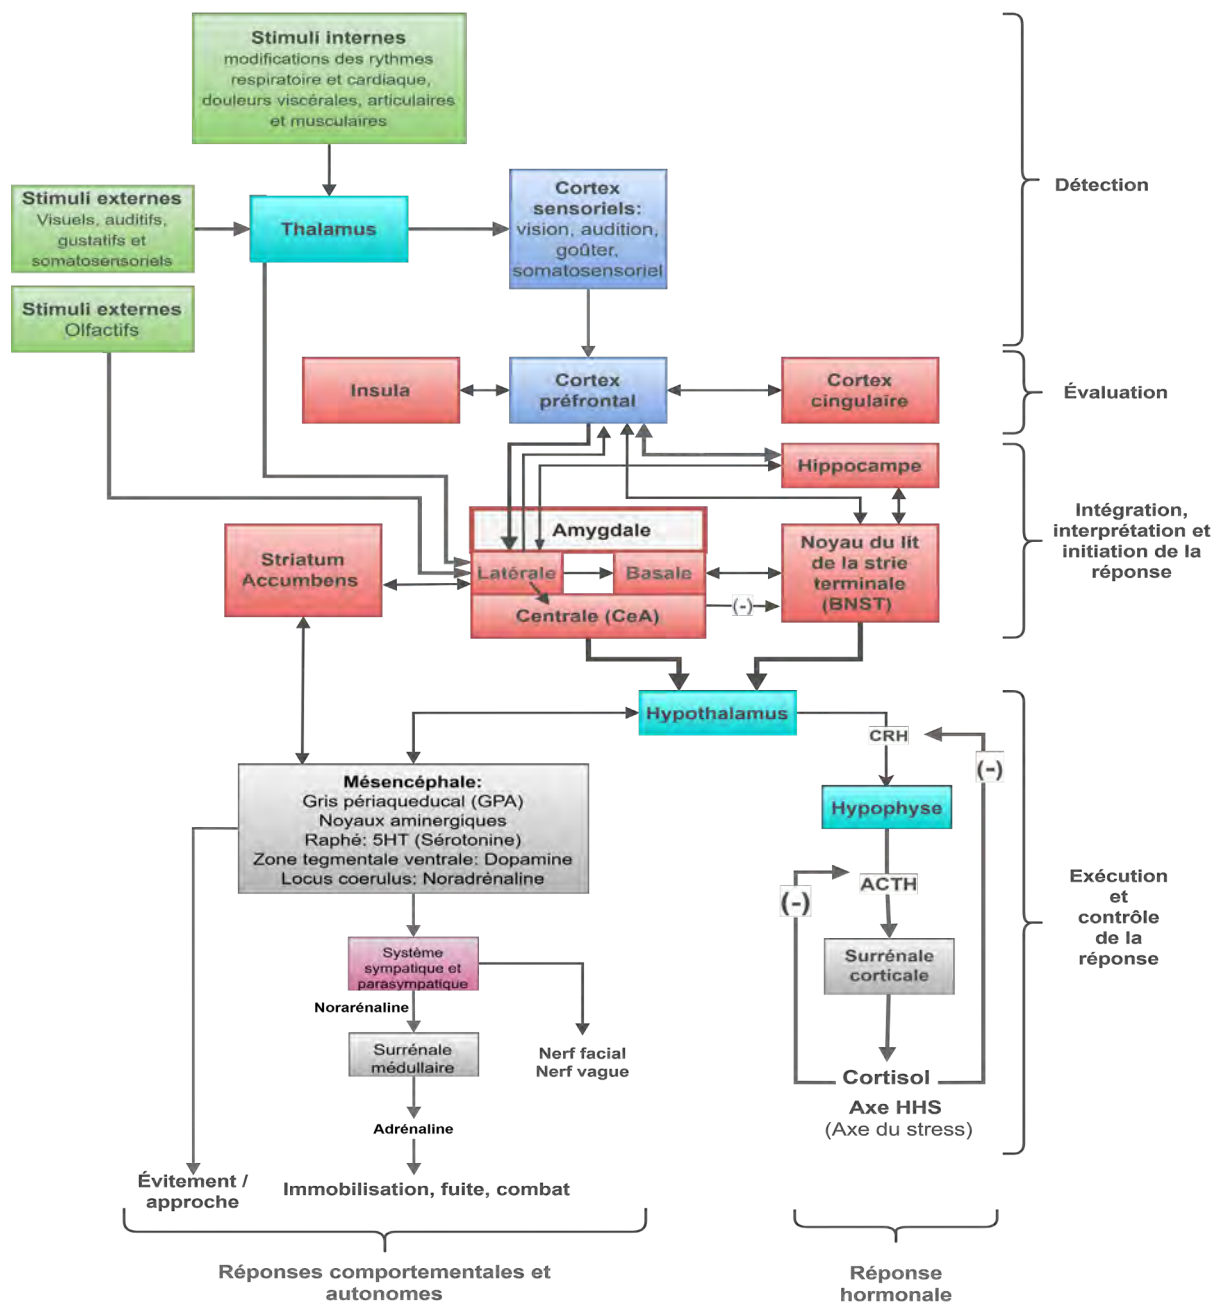 Stimuli internes
modifications des rythmes
respiratoire et cardiaque,
douleurs viscérales, articulaires
et musculaires
Stimuli externes
Visuels, auditifs,
gustatifs et
somatosensoriels
Thalamus
Cortex
sensoriels:
vision, audition,
goûter,
somatosensoriel
Détection
Stimuli externes
Olfactifs
Insula
Cortex
préfrontal
Cortex
cingulaire
Évaluation
Hippocampe
Intégration,
interprétation et
initiation de la
réponse
Striatum
Accumbens
Amygdale
Latérale
Basale
Centrale (CeA)
(-)
Noyau du lit
de la strie
terminale
(BNST)
Hypothalamus
CRH
(-)
Hypophyse
ACTH
(-)
Surrénale
corticale
Cortisol
Axe HHS
(Axe du stress)
Exécution
et
contrôle
de la
réponse
Mésencéphale:
Gris périaqueducal (GPA)
Noyaux aminergiques
Raphé: 5HT (Sérotonine)
Zone tegmentale ventrale: Dopamine
Locus coerulus: Noradrénaline
Système
sympatique et
parasympatique
Norarénaline
Surrénale
médullaire
Nerf facial
Nerf vague
Adrénaline
Évitement /
approche
Immobilisation, fuite, combat
Réponses comportementales et
autonomes
Réponse
hormonale